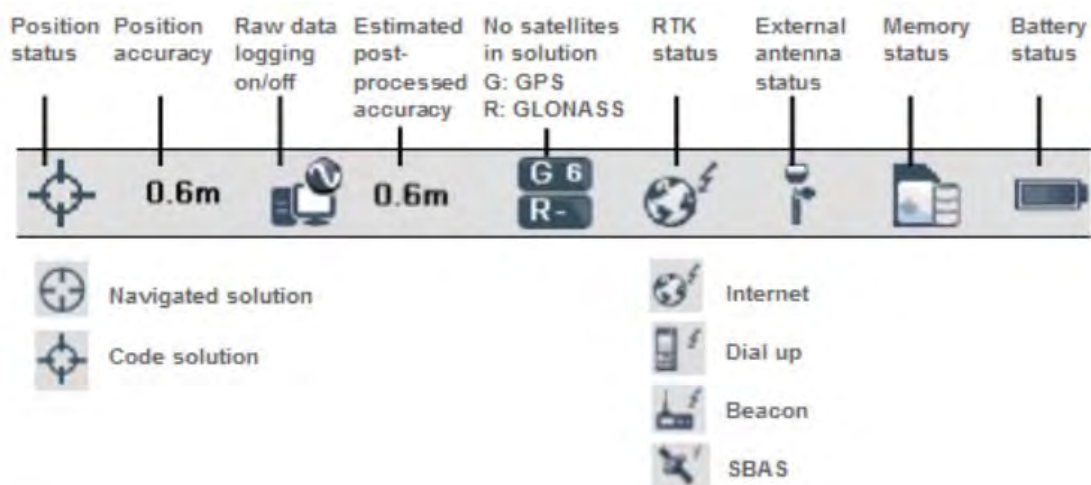 Position status
Position accuracy
Raw data logging on/off
Estimated post-processed accuracy
No satellites in solution
G: GPS
R: GLONASS
RTK status
External antenna status
Memory status
Battery status
0.6m
0.6m
G 6
R-
Navigated solution
Code solution
Internet
Dial up
Beacon
SBAS